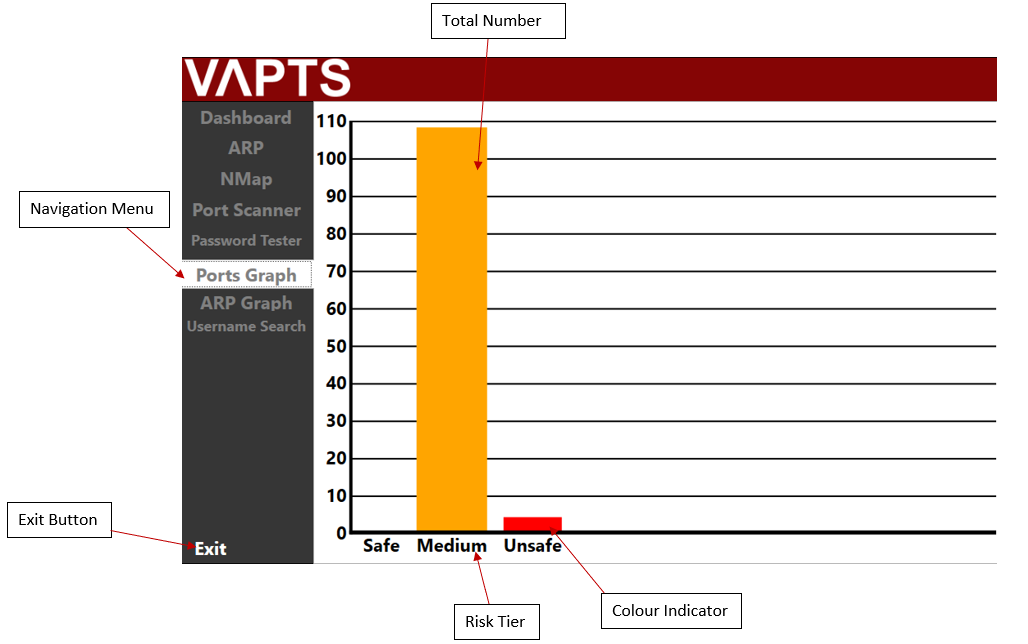 Total Number
VAPTS
Dashboard
ARP
NMap
Port Scanner
Password Tester
Ports Graph
ARP Graph
Username Search
Exit
Navigation Menu
Exit Button
110
100
90
80
70
60
50
40
30
20
10
0
Safe Medium Unsafe
Risk Tier
Colour Indicator